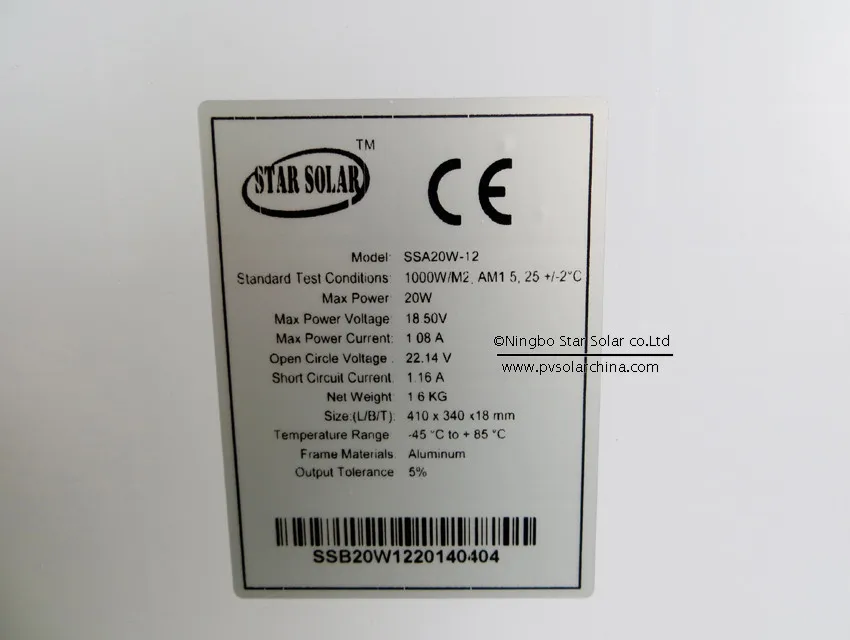 TM
STAR SOLAR
CE
Model: SSA20W-12
Standard Test Conditions: 1000W/M2, AM1.5, 25 +/-2°C
Max Power: 20W
Max Power Voltage: 18.50V
Max Power Current: 1.08 A
Open Circle Voltage : 22.14 V
Short Circuit Current: 1.16 A
Net Weight: 1.6 KG
Size:(L/B/T): 410 x 340 x18 mm
Temperature Range: -45 °C to + 85 °C
Frame Materials: Aluminum
Output Tolerance: 5%
SSB20W1220140404
©Ningbo Star Solar co.Ltd
www.pvsolarchina.com